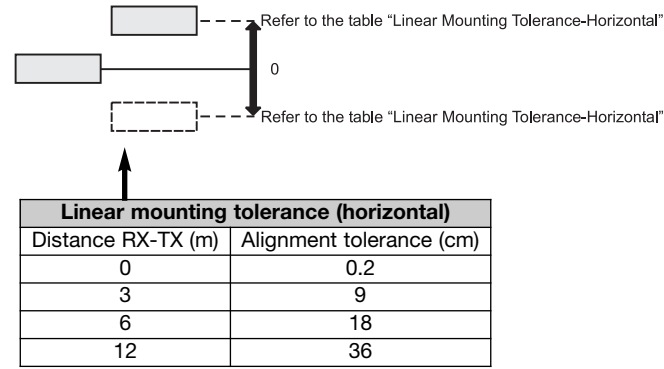 Refer to the table “Linear Mounting Tolerance-Horizontal”
0
Refer to the table “Linear Mounting Tolerance-Horizontal”
Linear mounting tolerance (horizontal)
Distance RX-TX (m) Alignment tolerance (cm)
0 0.2
3 9
6 18
12 36